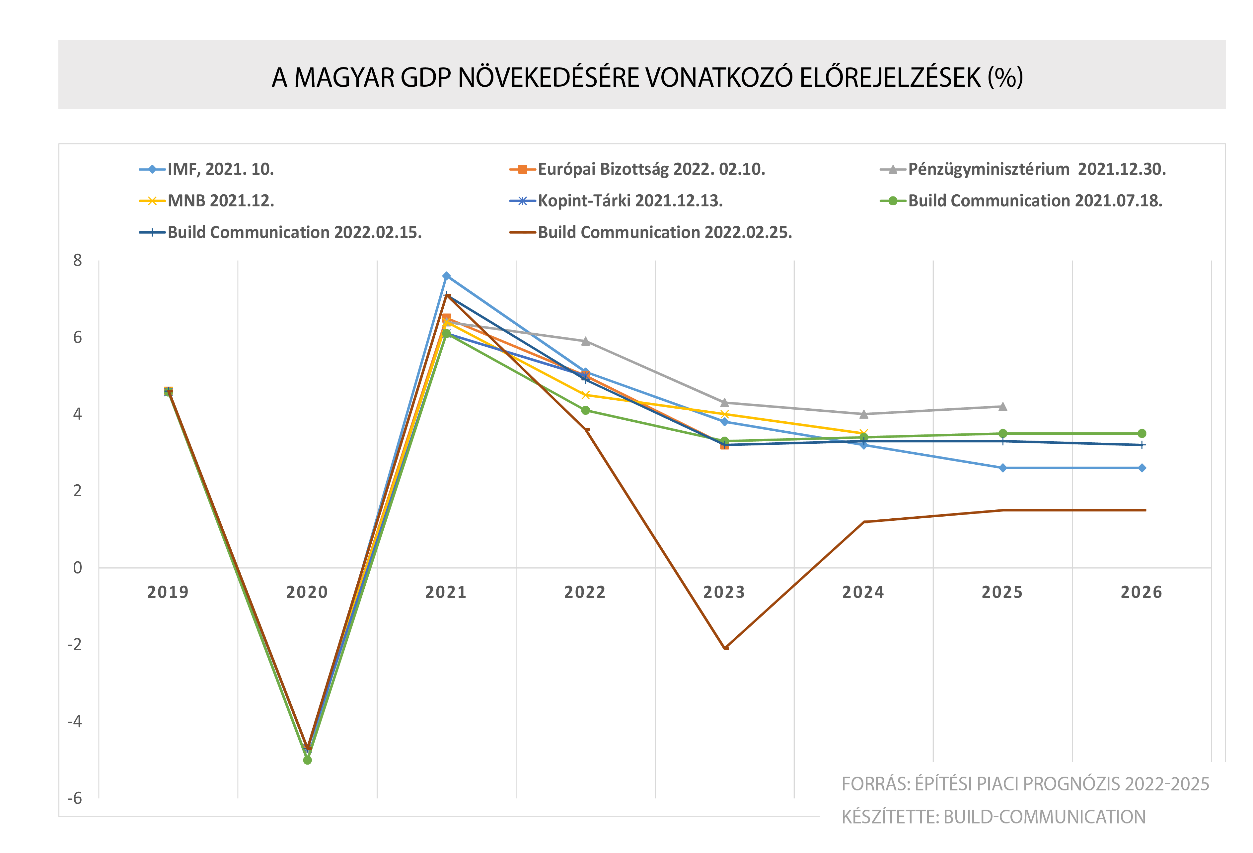 A MAGYAR GDP NÖVEKEDÉSÉRE VONATKOZÓ ELŐREJELZÉSEK (%)
IMF, 2021. 10.
Európai Bizottság 2022. 02.10.
Pénzügyminisztérium 2021.12.30.
MNB 2021.12.
Kopint-Tárki 2021.12.13.
Build Communication 2021.07.18.
Build Communication 2022.02.15.
Build Communication 2022.02.25.
8
6
4
2
0
2019 2020 2021 2022 2023 2024 2025 2026
-2
-4
-6
FORRÁS: ÉPÍTÉSI PIACI PROGNÓZIS 2022-2025
KÉSZÍTETTE: BUILD-COMMUNICATION